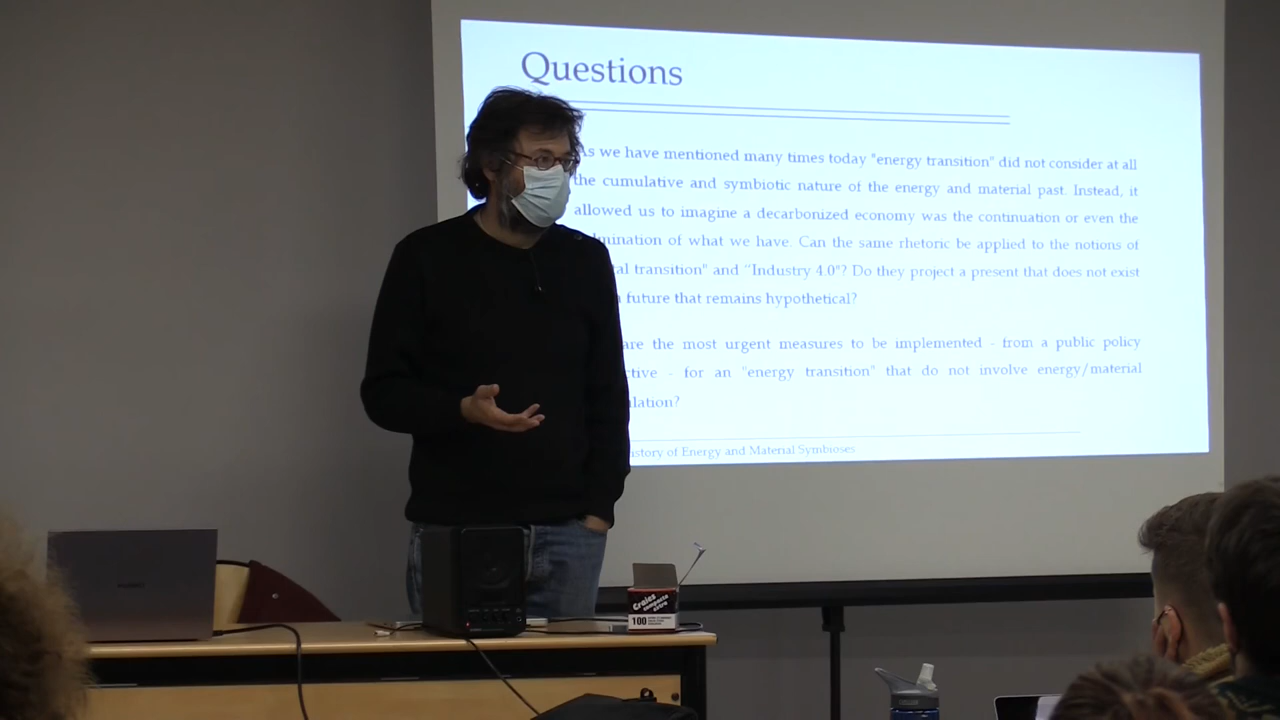 Questions
As we have mentioned many times today "energy transition" did not consider at all
the cumulative and symbiotic nature of the energy and material past. Instead, it
allowed us to imagine a decarbonized economy was the continuation or even the
of what we have. Can the same rhetoric be applied to the notions of
transition" and "Industry 4.0"? Do they project a present that does not exist
future that remains hypothetical?
are the most urgent measures to be implemented - from a public policy
- for an "energy transition" that do not involve energy/material
of Energy and Material Symbioses
Craies
compacts
extra
100